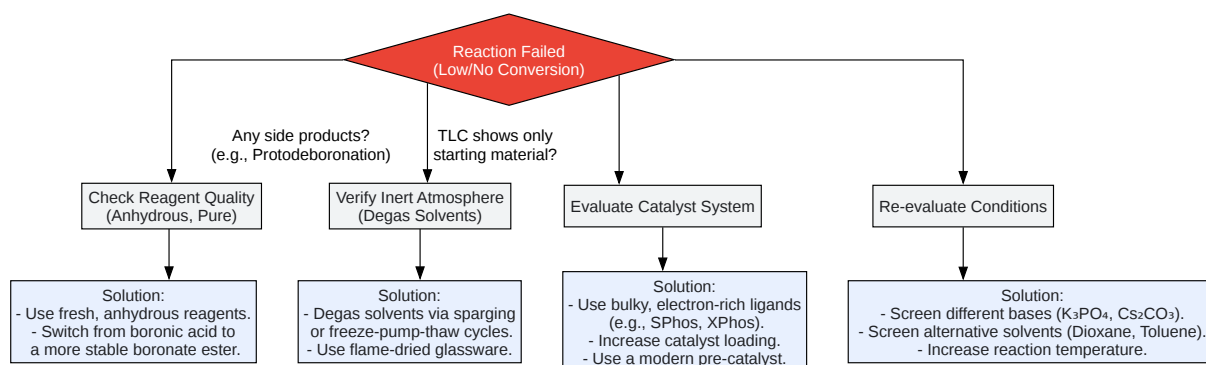 Reaction Failed
(Low/No Conversion)
Any side products?
(e.g., Protodeboronation)
TLC shows only
starting material?
Check Reagent Quality
(Anhydrous, Pure)
Verify Inert Atmosphere
(Degas Solvents)
Evaluate Catalyst System
Re-evaluate Conditions
Solution:
- Use fresh, anhydrous reagents.
- Switch from boronic acid to
a more stable boronate ester.
Solution:
- Degas solvents via sparging
or freeze-pump-thaw cycles.
- Use flame-dried glassware.
Solution:
- Use bulky, electron-rich ligands
(e.g., SPhos, XPhos).
- Increase catalyst loading.
- Use a modern pre-catalyst.
Solution:
- Screen different bases (K₃PO₄, Cs₂CO₃).
- Screen alternative solvents (Dioxane, Toluene).
- Increase reaction temperature.